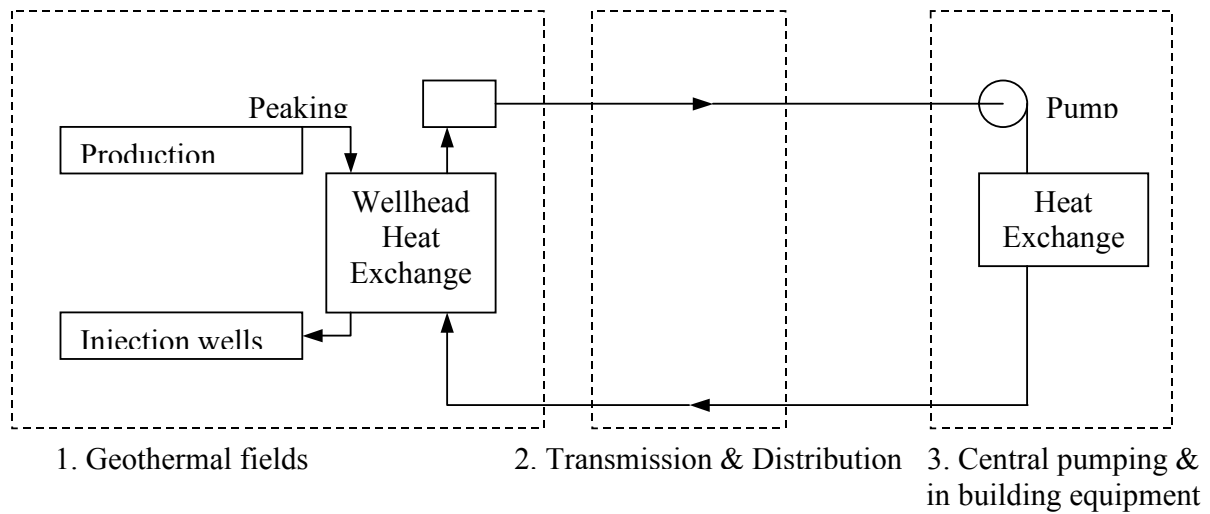 Peaking
Pump
Production
Wellhead
Heat
Exchange
Heat
Exchange
Injection wells
1. Geothermal fields
2. Transmission & Distribution
3. Central pumping &
in building equipment